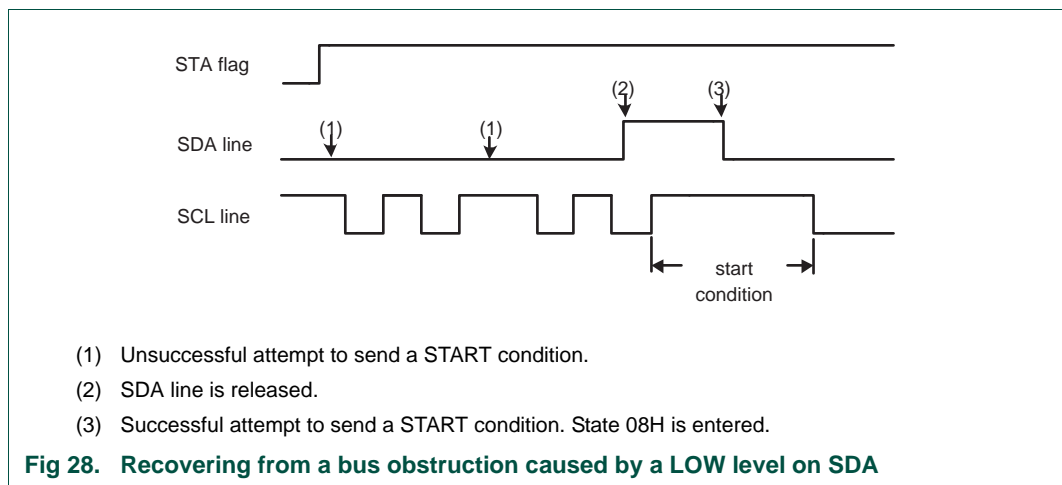 STA flag
(2) (3)
(1) (1)
SDA line
SCL line
start
condition
(1) Unsuccessful attempt to send a START condition.
(2) SDA line is released.
(3) Successful attempt to send a START condition. State 08H is entered.
Fig 28. Recovering from a bus obstruction caused by a LOW level on SDA